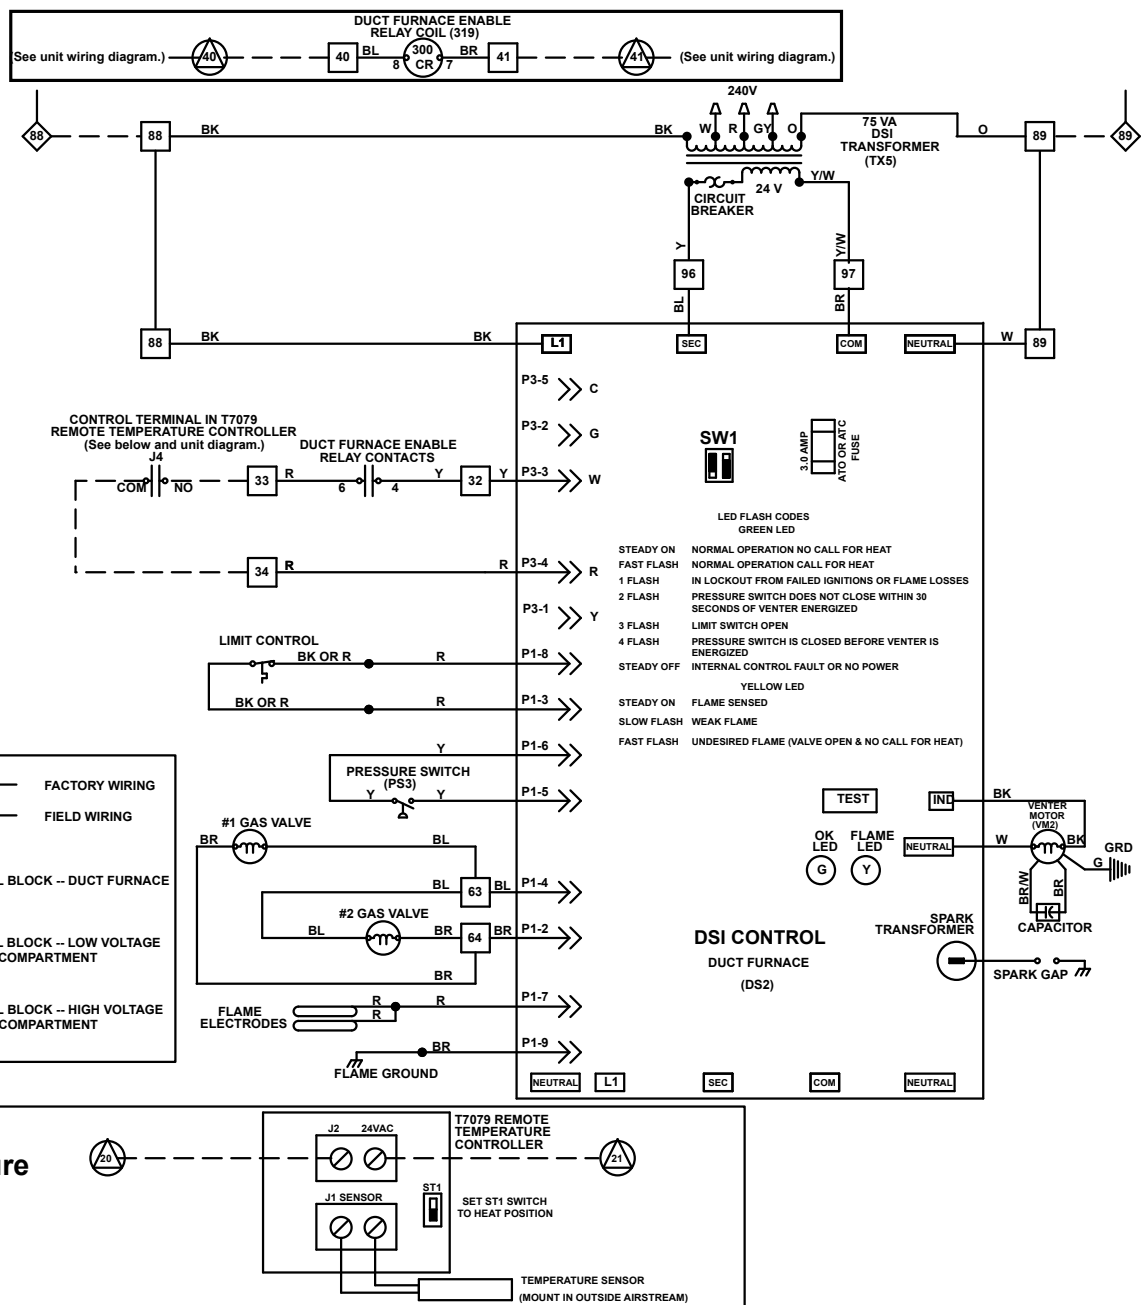 DUCT FURNACE ENABLE
RELAY COIL (319)
(See unit wiring diagram.)
40
40
BL
8
300
CR
7
BR
41
41
(See unit wiring diagram.)
240V
88
88
BK
BK
W
R
GY
O
75 VA
DSI
TRANSFORMER
(TX5)
O
89
89
24 V
Y/W
CIRCUIT
BREAKER
Y
Y/W
96
97
BL
BR
88
BK
BK
L1
SEC
COM
NEUTRAL
W
89
P3-5
C
P3-2
G
CONTROL TERMINAL IN T7079
REMOTE TEMPERATURE CONTROLLER
(See below and unit diagram.)
J4
COM
NO
33
R
DUCT FURNACE ENABLE
RELAY CONTACTS
6
4
Y
32
Y
P3-3
W
SW1
3.0 AMP
ATO OR ATC
FUSE
34
R
R
P3-4
R
P3-1
Y
LED FLASH CODES
GREEN LED
STEADY ON NORMAL OPERATION NO CALL FOR HEAT
FAST FLASH NORMAL OPERATION CALL FOR HEAT
1 FLASH IN LOCKOUT FROM FAILED IGNITIONS OR FLAME LOSSES
2 FLASH PRESSURE SWITCH DOES NOT CLOSE WITHIN 30
SECONDS OF VENTER ENERGIZED
3 FLASH LIMIT SWITCH OPEN
4 FLASH PRESSURE SWITCH IS CLOSED BEFORE VENTER IS
ENERGIZED
STEADY OFF INTERNAL CONTROL FAULT OR NO POWER
YELLOW LED
STEADY ON FLAME SENSED
SLOW FLASH WEAK FLAME
FAST FLASH UNDESIRED FLAME (VALVE OPEN & NO CALL FOR HEAT)
LIMIT CONTROL
BK OR R
R
P1-8
BK OR R
R
P1-3
Y
P1-6
PRESSURE SWITCH
(PS3)
Y
Y
P1-5
FACTORY WIRING
FIELD WIRING
L BLOCK -- DUCT FURNACE
L BLOCK -- LOW VOLTAGE
COMPARTMENT
L BLOCK -- HIGH VOLTAGE
COMPARTMENT
#1 GAS VALVE
BR
BL
BL
63
BL
P1-4
#2 GAS VALVE
BL
BR
64
BR
P1-2
BR
FLAME
ELECTRODES
R
R
R
P1-7
BR
P1-9
FLAME GROUND
TEST
IND
BK
OK
LED
FLAME
LED
G
Y
NEUTRAL
W
VENTER
MOTOR
(VM2)
BK
G
GRD
BR/W
BR
CAPACITOR
SPARK
TRANSFORMER
SPARK GAP
DSI CONTROL
DUCT FURNACE
(DS2)
NEUTRAL
L1
SEC
COM
NEUTRAL
ure
20
J2 24VAC
T7079 REMOTE
TEMPERATURE
CONTROLLER
21
J1 SENSOR
ST1
SET ST1 SWITCH
TO HEAT POSITION
TEMPERATURE SENSOR
(MOUNT IN OUTSIDE AIRSTREAM)